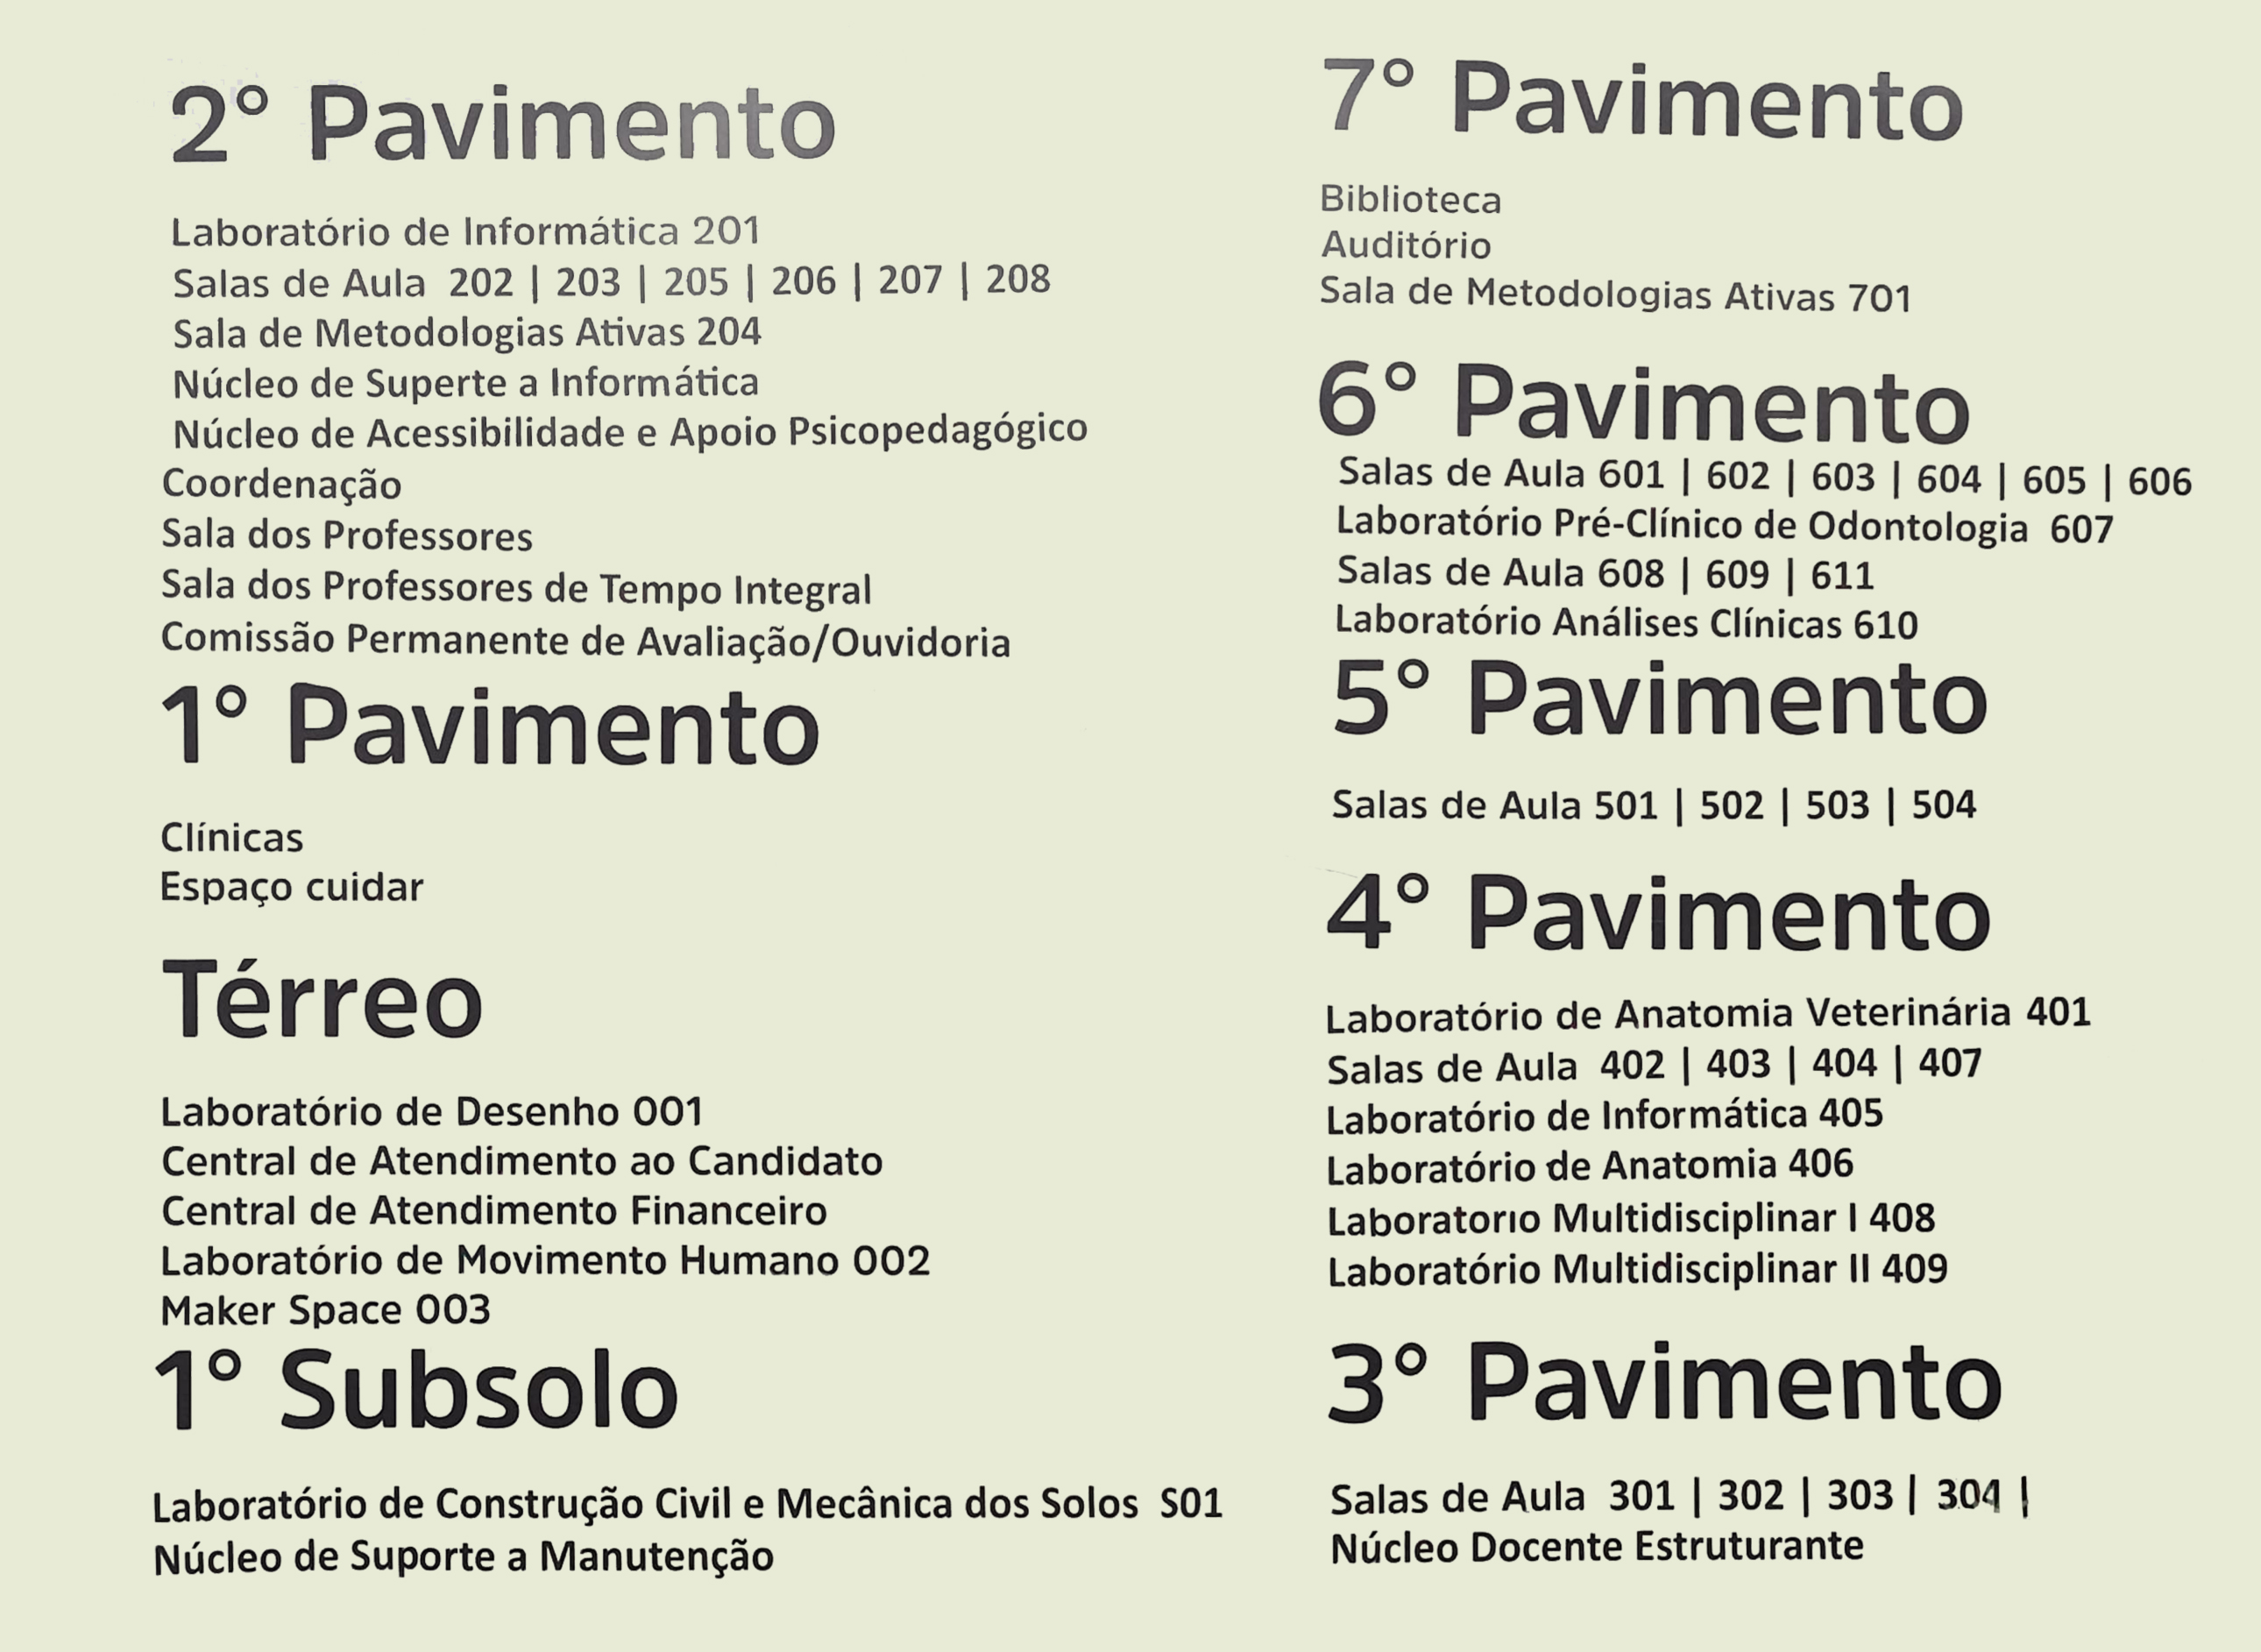 2° Pavimento
Laboratório de Informática 201
Salas de Aula 202 | 203 | 205 | 206 | 207 | 208
Sala de Metodologias Ativas 204
Núcleo de Superte a Informática
Núcleo de Acessibilidade e Apoio Psicopedagógico
Coordenação
Sala dos Professores
Sala dos Professores de Tempo Integral
Comissão Permanente de Avaliação/Ouvidoria
1° Pavimento
Clínicas
Espaço cuidar
Térreo
Laboratório de Desenho 001
Central de Atendimento ao Candidato
Central de Atendimento Financeiro
Laboratório de Movimento Humano 002
Maker Space 003
1° Subsolo
Laboratório de Construção Civil e Mecânica dos Solos S01
Núcleo de Suporte a Manutenção
7° Pavimento
Biblioteca
Auditório
Sala de Metodologias Ativas 701
6° Pavimento
Salas de Aula 601 | 602 | 603 | 604 | 605 | 606
Laboratório Pré-Clínico de Odontologia 607
Salas de Aula 608 | 609 | 611
Laboratório Análises Clínicas 610
5° Pavimento
Salas de Aula 501 | 502 | 503 | 504
4° Pavimento
Laboratório de Anatomia Veterinária 401
Salas de Aula 402 | 403 | 404 | 407
Laboratório de Informática 405
Laboratório de Anatomia 406
Laboratorıo Multidisciplinar I 408
Laboratório Multidisciplinar II 409
3° Pavimento
Salas de Aula 301 | 302 | 303 | 304 |
Núcleo Docente Estruturante